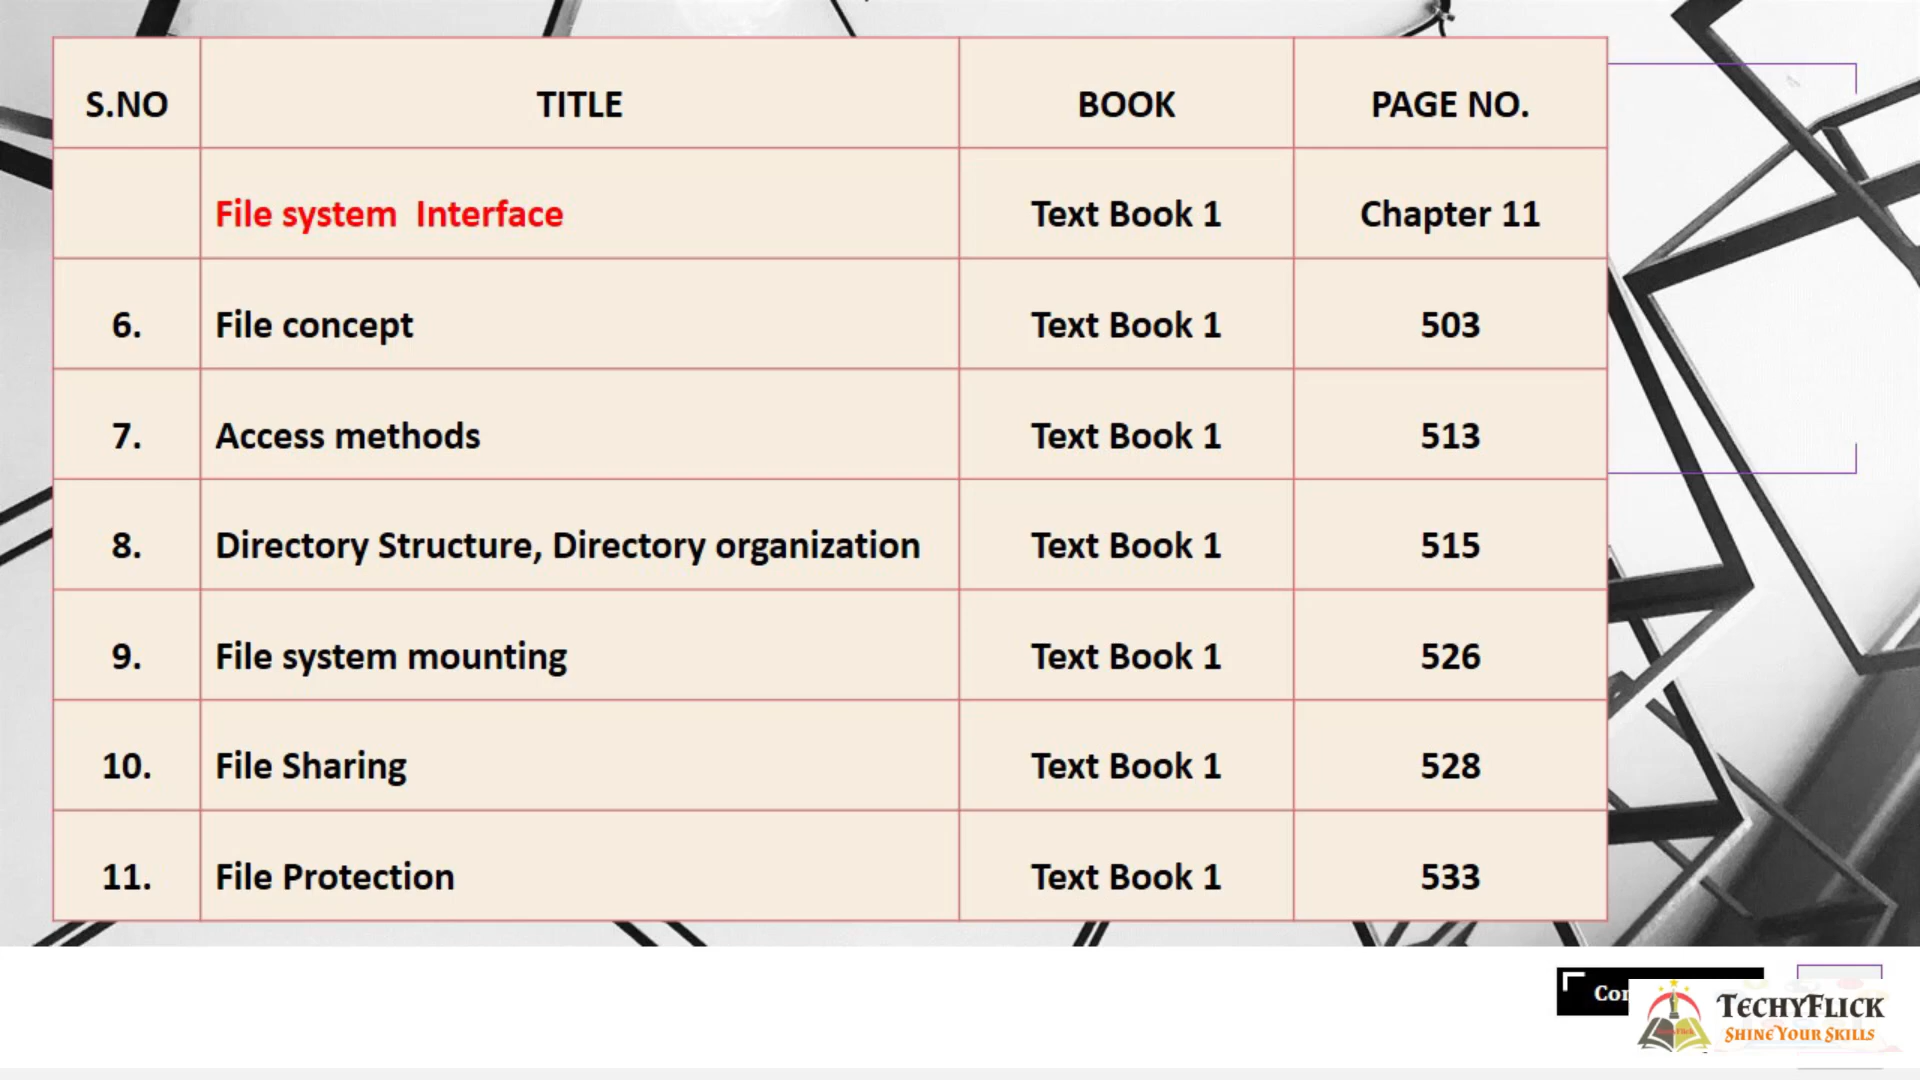 S.NO TITLE BOOK PAGE NO.
File system Interface Text Book 1 Chapter 11
6. File concept Text Book 1 503
7. Access methods Text Book 1 513
8. Directory Structure, Directory organization Text Book 1 515
9. File system mounting Text Book 1 526
10. File Sharing Text Book 1 528
11. File Protection Text Book 1 533
TECHYFLICK
SHINE YOUR SKILLS